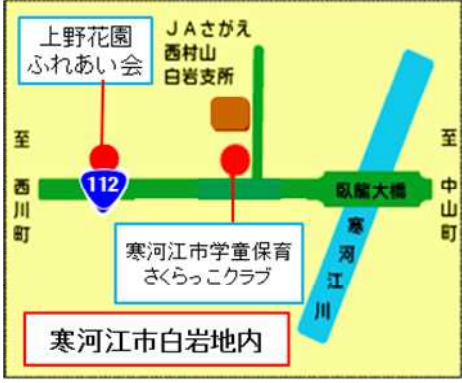 上野花園
ふれあい会
ＪＡさがえ
西村山
白岩支所
至
西川町
112
臥龍大橋
至
中山町
寒河江川
寒河江市学童保育
さくらっこクラブ
寒河江市白岩地内